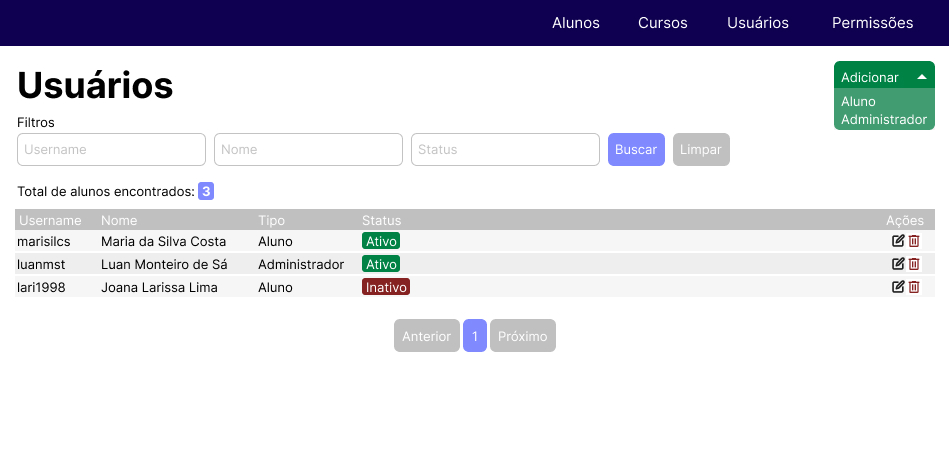 Alunos Cursos Usuários Permissões
Usuários
Adicionar
Aluno
Administrador
Filtros
Username Nome Status Buscar Limpar
Total de alunos encontrados: 3
Username Nome Tipo Status Ações
marisilcs Maria da Silva Costa Aluno Ativo
luanmst Luan Monteiro de Sá Administrador Ativo
lari1998 Joana Larissa Lima Aluno Inativo
Anterior 1 Próximo